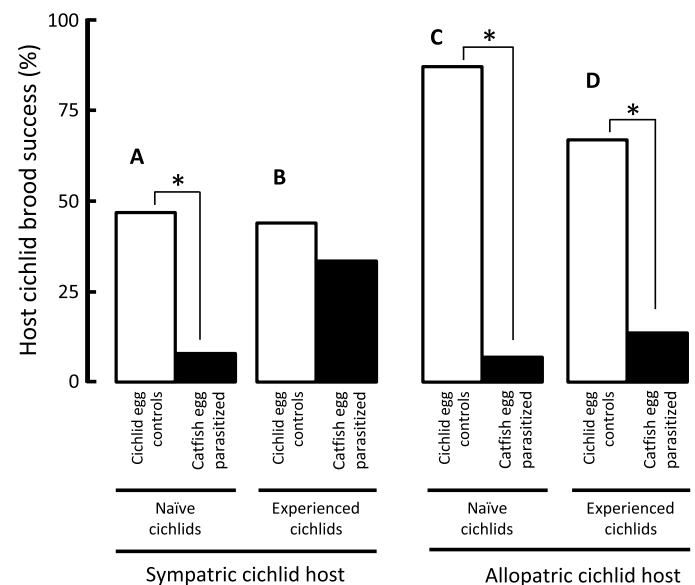 Host cichlid brood success (%)
100
75
50
25
0
A
*
B
C
*
D
*
Cichlid egg
controls
Catfish egg
parasitized
Cichlid egg
controls
Catfish egg
parasitized
Cichlid egg
controls
Catfish egg
parasitized
Cichlid egg
controls
Catfish egg
parasitized
Naïve
cichlids
Experienced
cichlids
Naïve
cichlids
Experienced
cichlids
Sympatric cichlid host
Allopatric cichlid host